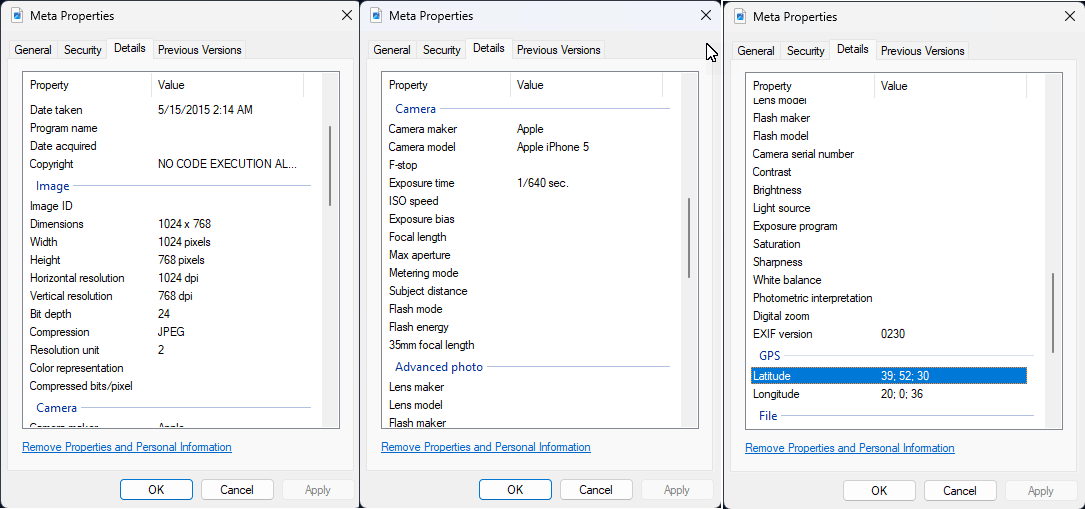 Meta Properties
General Security Details Previous Versions
Property Value
Date taken 5/15/2015 2:14 AM
Program name
Date acquired
Copyright NO CODE EXECUTION AL...
Image
Image ID
Dimensions 1024 x 768
Width 1024 pixels
Height 768 pixels
Horizontal resolution 1024 dpi
Vertical resolution 768 dpi
Bit depth 24
Compression JPEG
Resolution unit 2
Color representation
Compressed bits/pixel
Camera
Camera maker Apple
Remove Properties and Personal Information
OK Cancel Apply
Meta Properties
General Security Details Previous Versions
Property Value
Camera
Camera maker Apple
Camera model Apple iPhone 5
F-stop
Exposure time 1/640 sec.
ISO speed
Exposure bias
Focal length
Max aperture
Metering mode
Subject distance
Flash mode
Flash energy
35mm focal length
Advanced photo
Lens maker
Lens model
Flash maker
Remove Properties and Personal Information
OK Cancel Apply
Meta Properties
General Security Details Previous Versions
Property Value
Lens model
Flash maker
Flash model
Camera serial number
Contrast
Brightness
Light source
Exposure program
Saturation
Sharpness
White balance
Photometric interpretation
Digital zoom
EXIF version 0230
GPS
Latitude 39; 52; 30
Longitude 20; 0; 36
File
Remove Properties and Personal Information
OK Cancel Apply